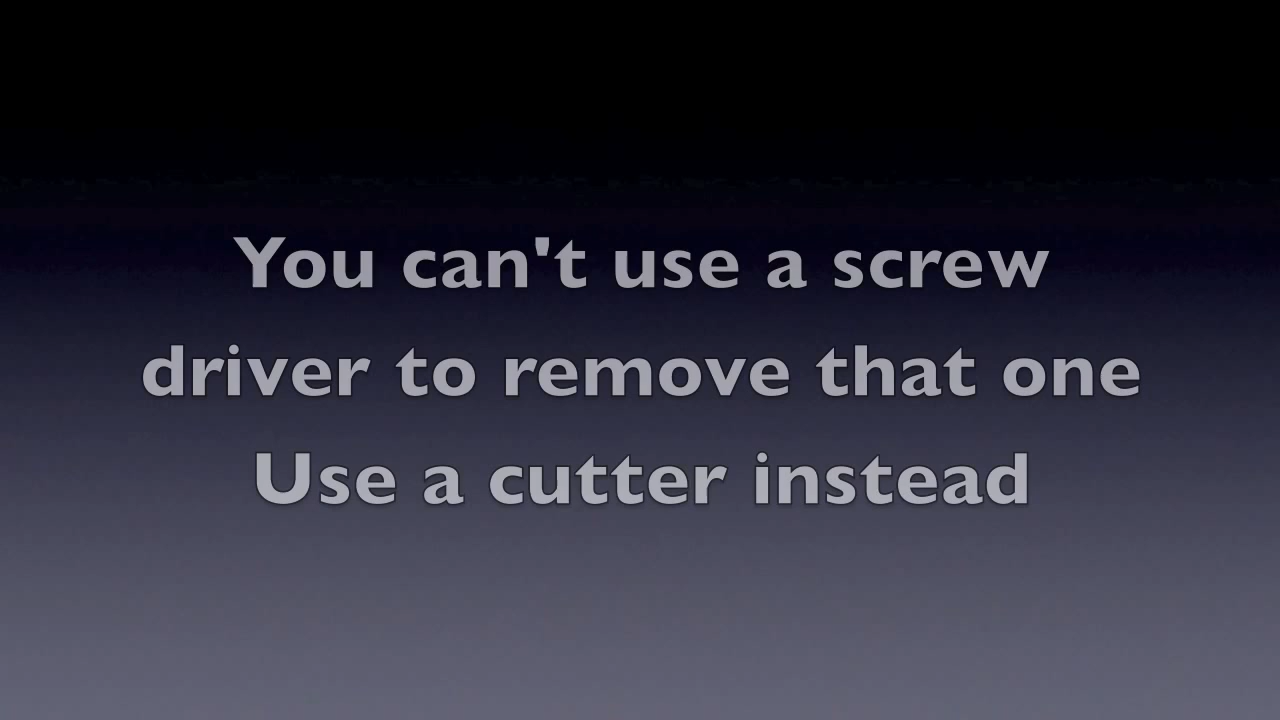 You can't use a screw
driver to remove that one
Use a cutter instead